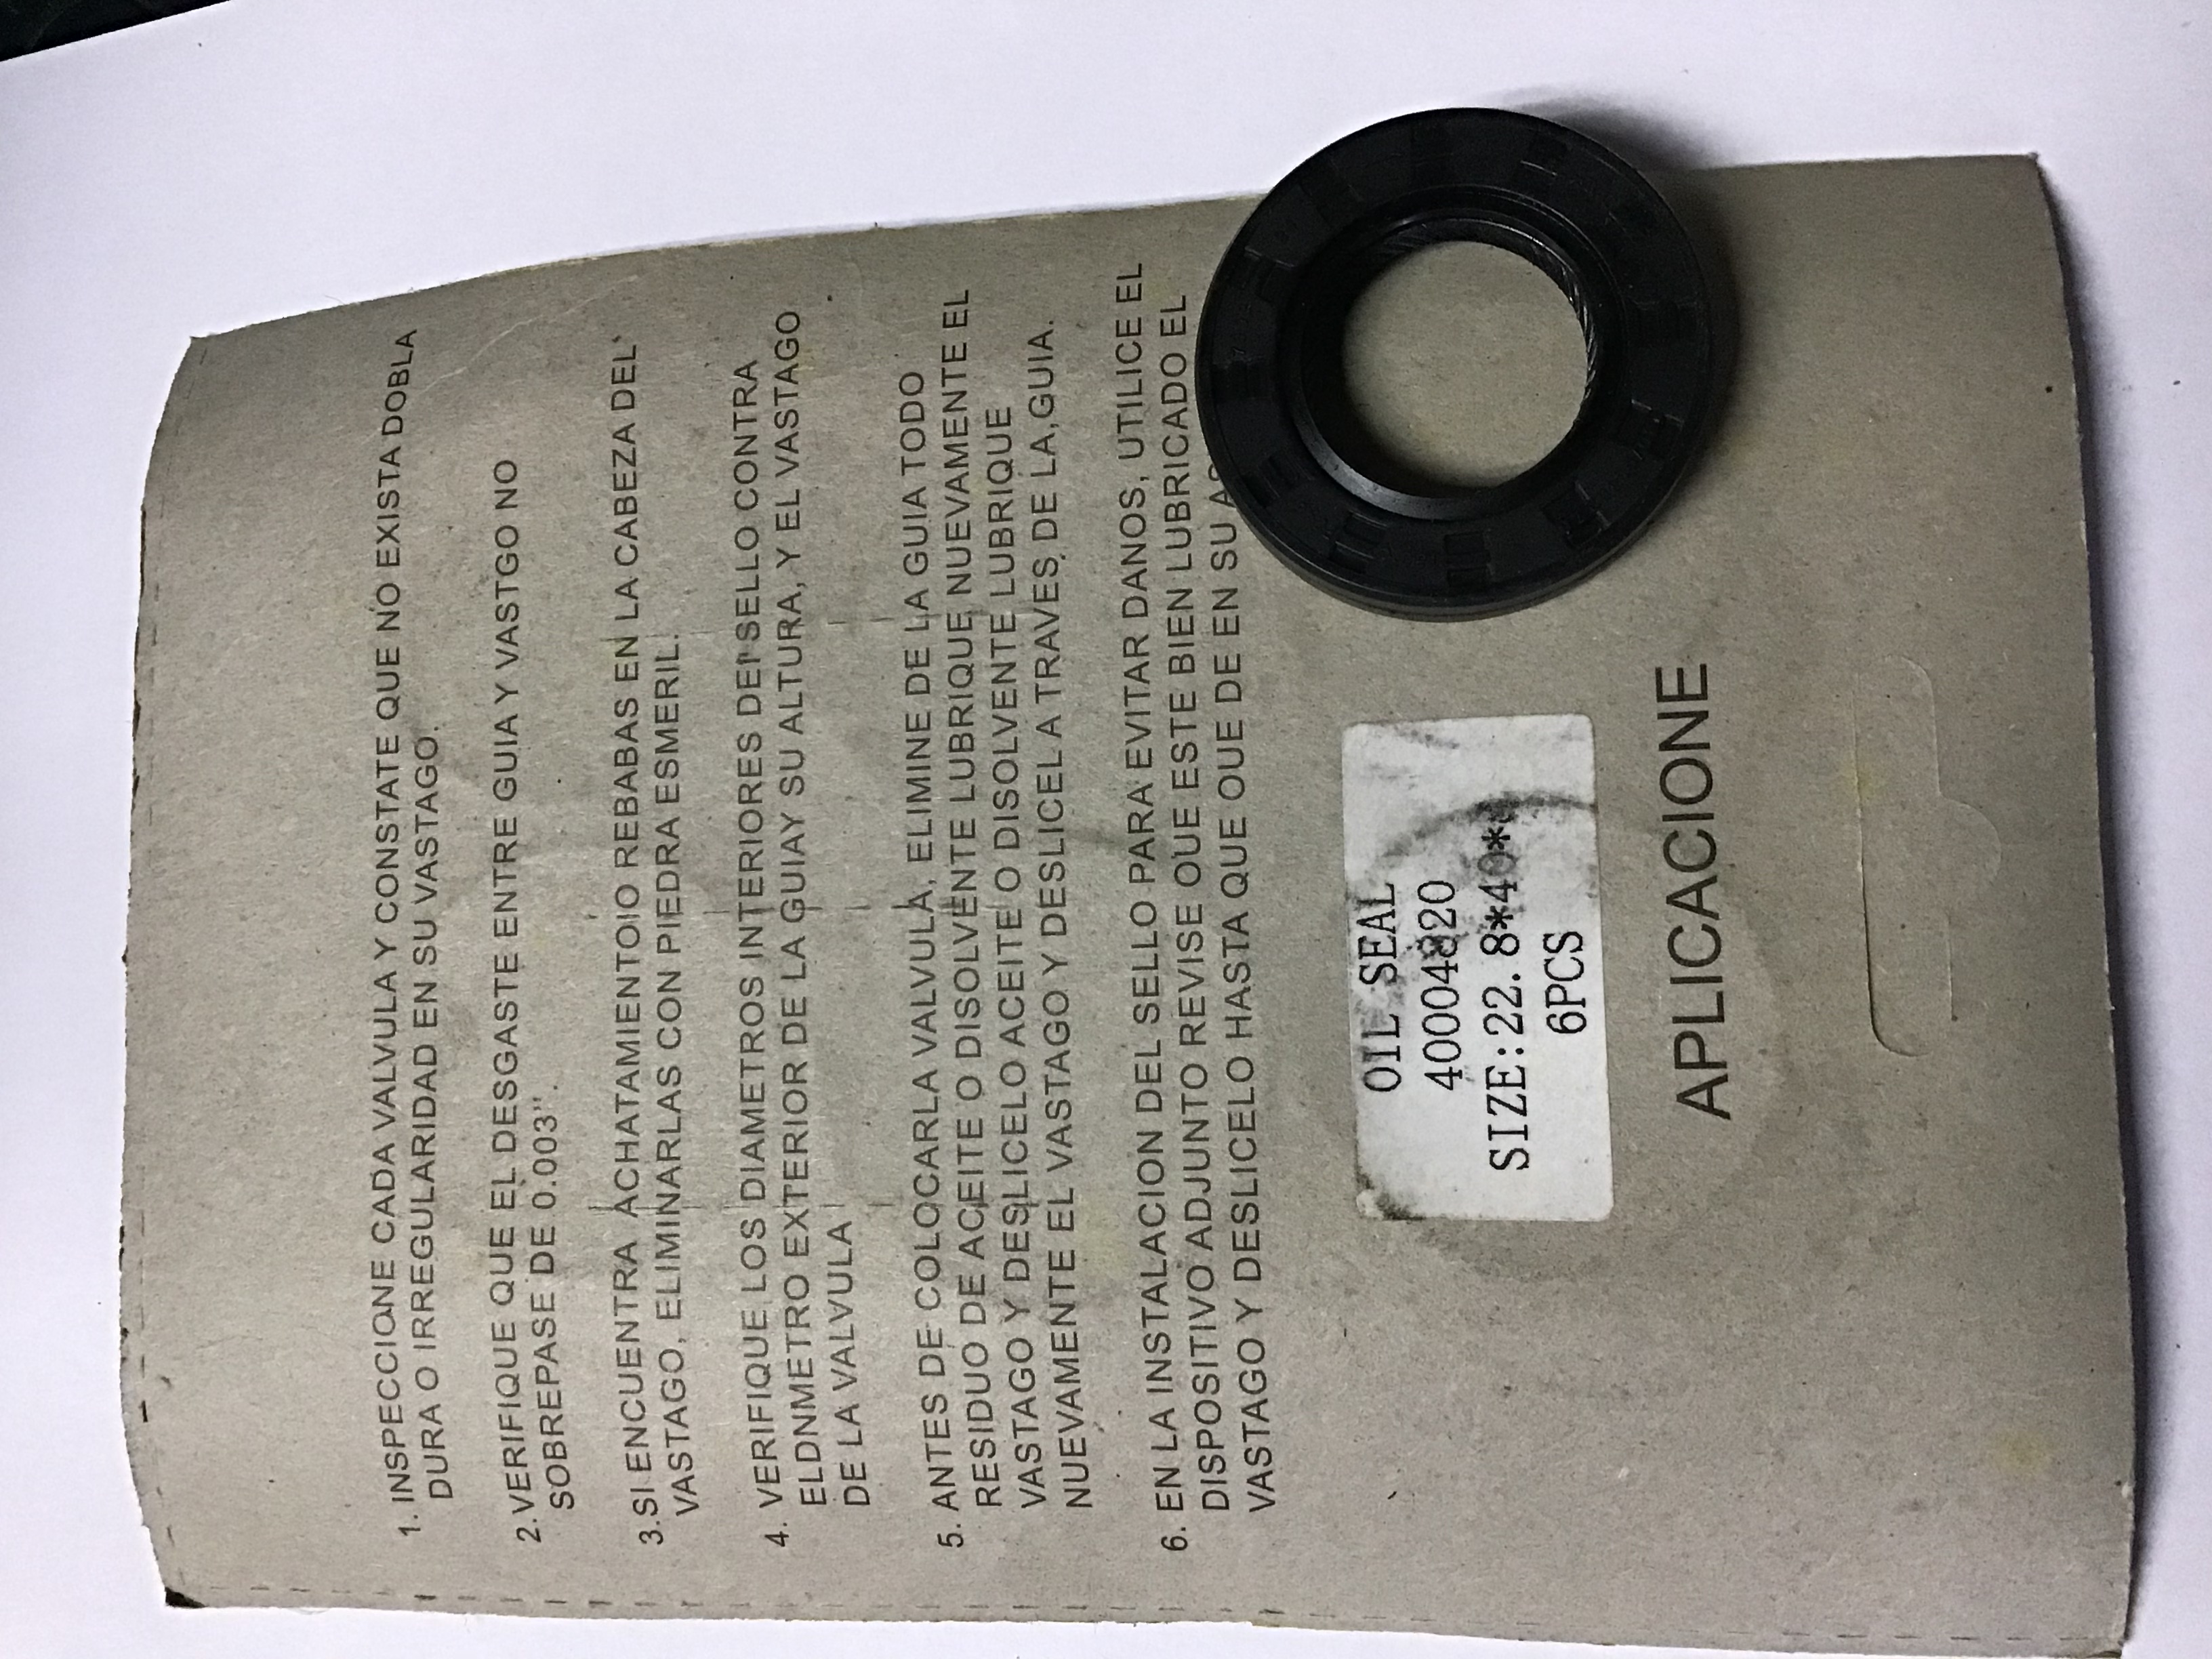 1. INSPECCIONE CADA VALVULA Y CONSTATE QUE NO EXISTA DOBLA
DURA O IRREGULARIDAD EN SU VASTAGO.
2. VERIFIQUE QUE EL DESGASTE ENTRE GUIA Y VASTGO NO
SOBREPASE DE 0.003".
3. SI ENCUENTRA ACHATAMIENTOIO REBABAS EN LA CABEZA DEL
VASTAGO, ELIMINARLAS CON PIEDRA ESMERIL.
4. VERIFIQUE LOS DIAMETROS INTERIORES DEL SELLO CONTRA
ELDNMETRO EXTERIOR DE LA GUIAY SU ALTURA, Y EL VASTAGO
DE LA VALVULA
5. ANTES DE COLOCARLA VALVULA, ELIMINE DE LA GUIA TODO
RESIDUO DE ACEITE O DISOLVENTE LUBRIQUE NUEVAMENTE EL
VASTAGO Y DESLICELO ACEITE O DISOLVENTE LUBRIQUE
NUEVAMENTE EL VASTAGO Y DESLICEL A TRAVES DE LA GUIA.
6. EN LA INSTALACION DEL SELLO PARA EVITAR DANOS, UTILICE EL
DISPOSITIVO ADJUNTO REVISE OUE ESTE BIEN LUBRICADO EL
VASTAGO Y DESLICELO HASTA QUE OUE DE EN SU
OIL SEAL
40004820
SIZE:22.8*40*
6PCS
APLICACIONE